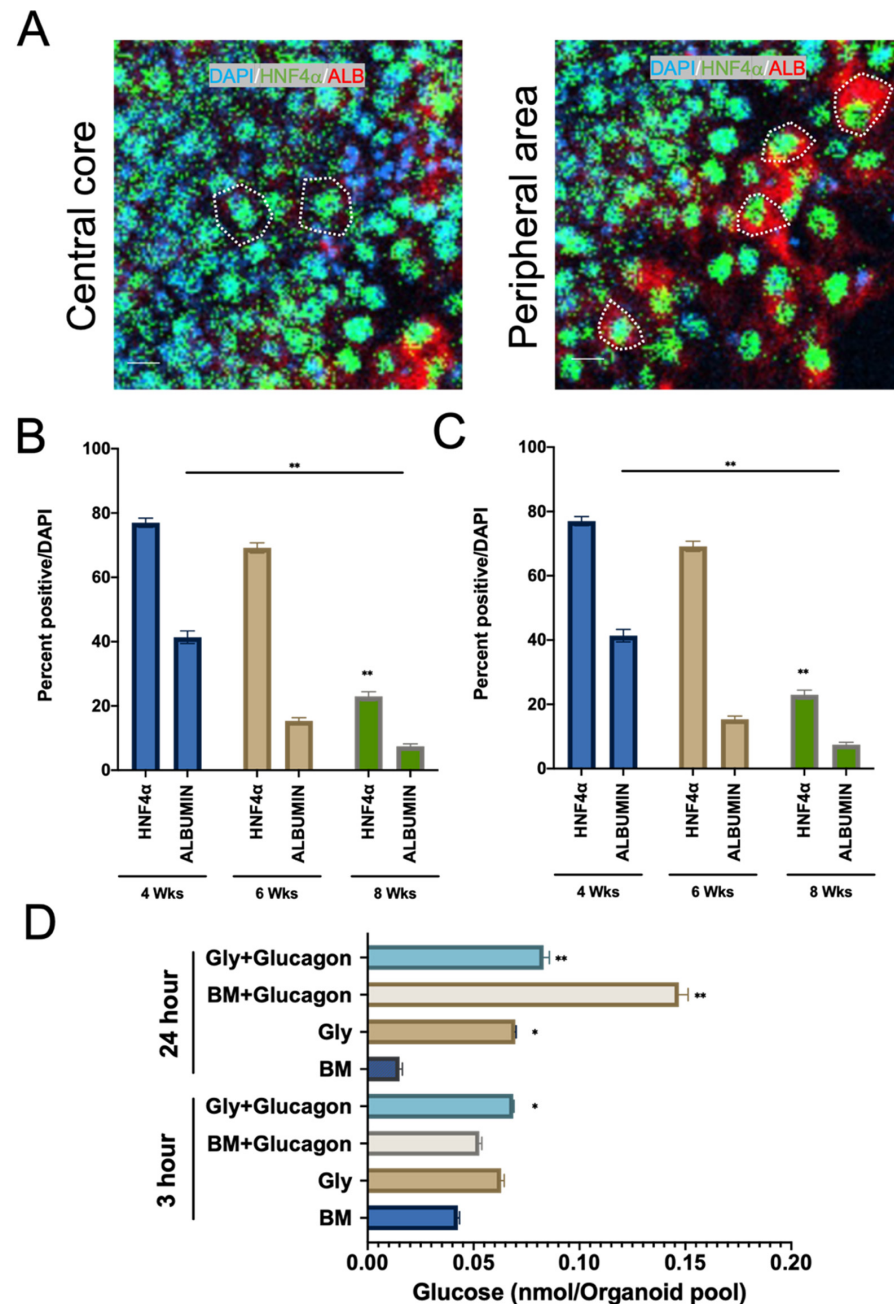 A
Central core
DAPI/HNF4α/ALB
Peripheral area
DAPI/HNF4α/ALB
B
Percent positive/DAPI
100
80
60
40
20
0
**
**
HNF4α
ALBUMIN
HNF4α
ALBUMIN
HNF4α
ALBUMIN
4 Wks
6 Wks
8 Wks
C
Percent positive/DAPI
100
80
60
40
20
0
**
**
HNF4α
ALBUMIN
HNF4α
ALBUMIN
HNF4α
ALBUMIN
4 Wks
6 Wks
8 Wks
D
24 hour
Gly+Glucagon
**
BM+Glucagon
**
Gly
*
BM
3 hour
Gly+Glucagon
*
BM+Glucagon
Gly
BM
0.00 0.05 0.10 0.15 0.20
Glucose (nmol/Organoid pool)